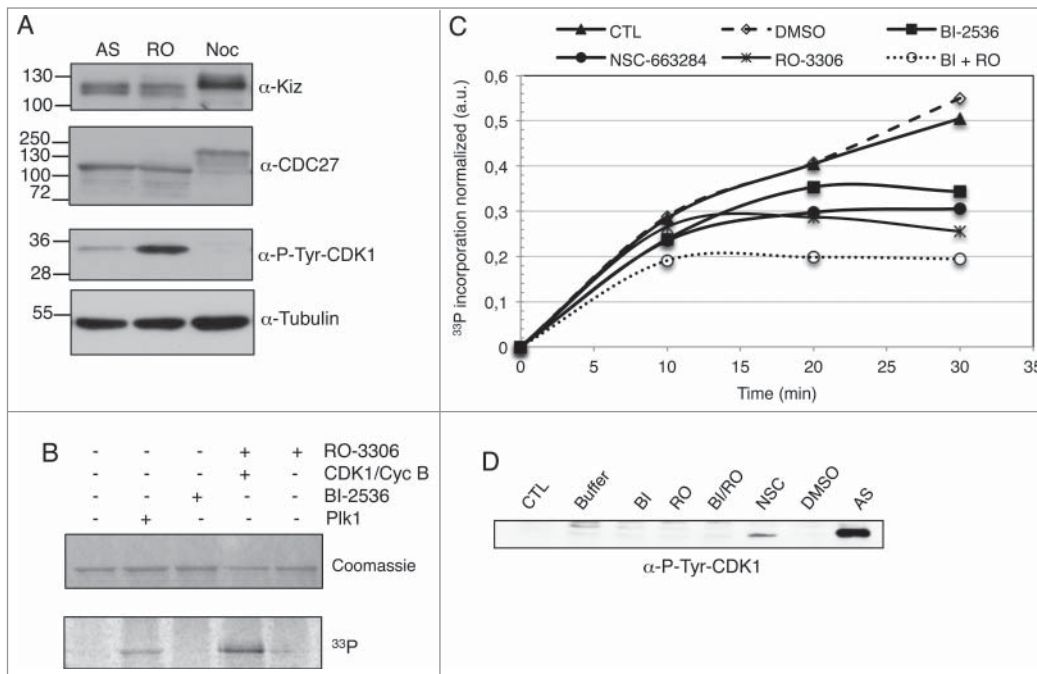 A
AS RO Noc
130
100
α-Kiz
250
130
100
72
α-CDC27
36
28
α-P-Tyr-CDK1
55
α-Tubulin
C
CTL DMSO BI-2536
NSC-663284 RO-3306 BI + RO
³³P incorporation normalized (a.u.)
0,6
0,5
0,4
0,3
0,2
0,1
0
0 5 10 15 20 25 30 35
Time (min)
B
- - - + + RO-3306
- - - + - CDK1/Cyc B
- - + - - BI-2536
- + - - - Plk1
Coomassie
³³P
D
CTL Buffer BI RO BI/RO NSC DMSO AS
α-P-Tyr-CDK1